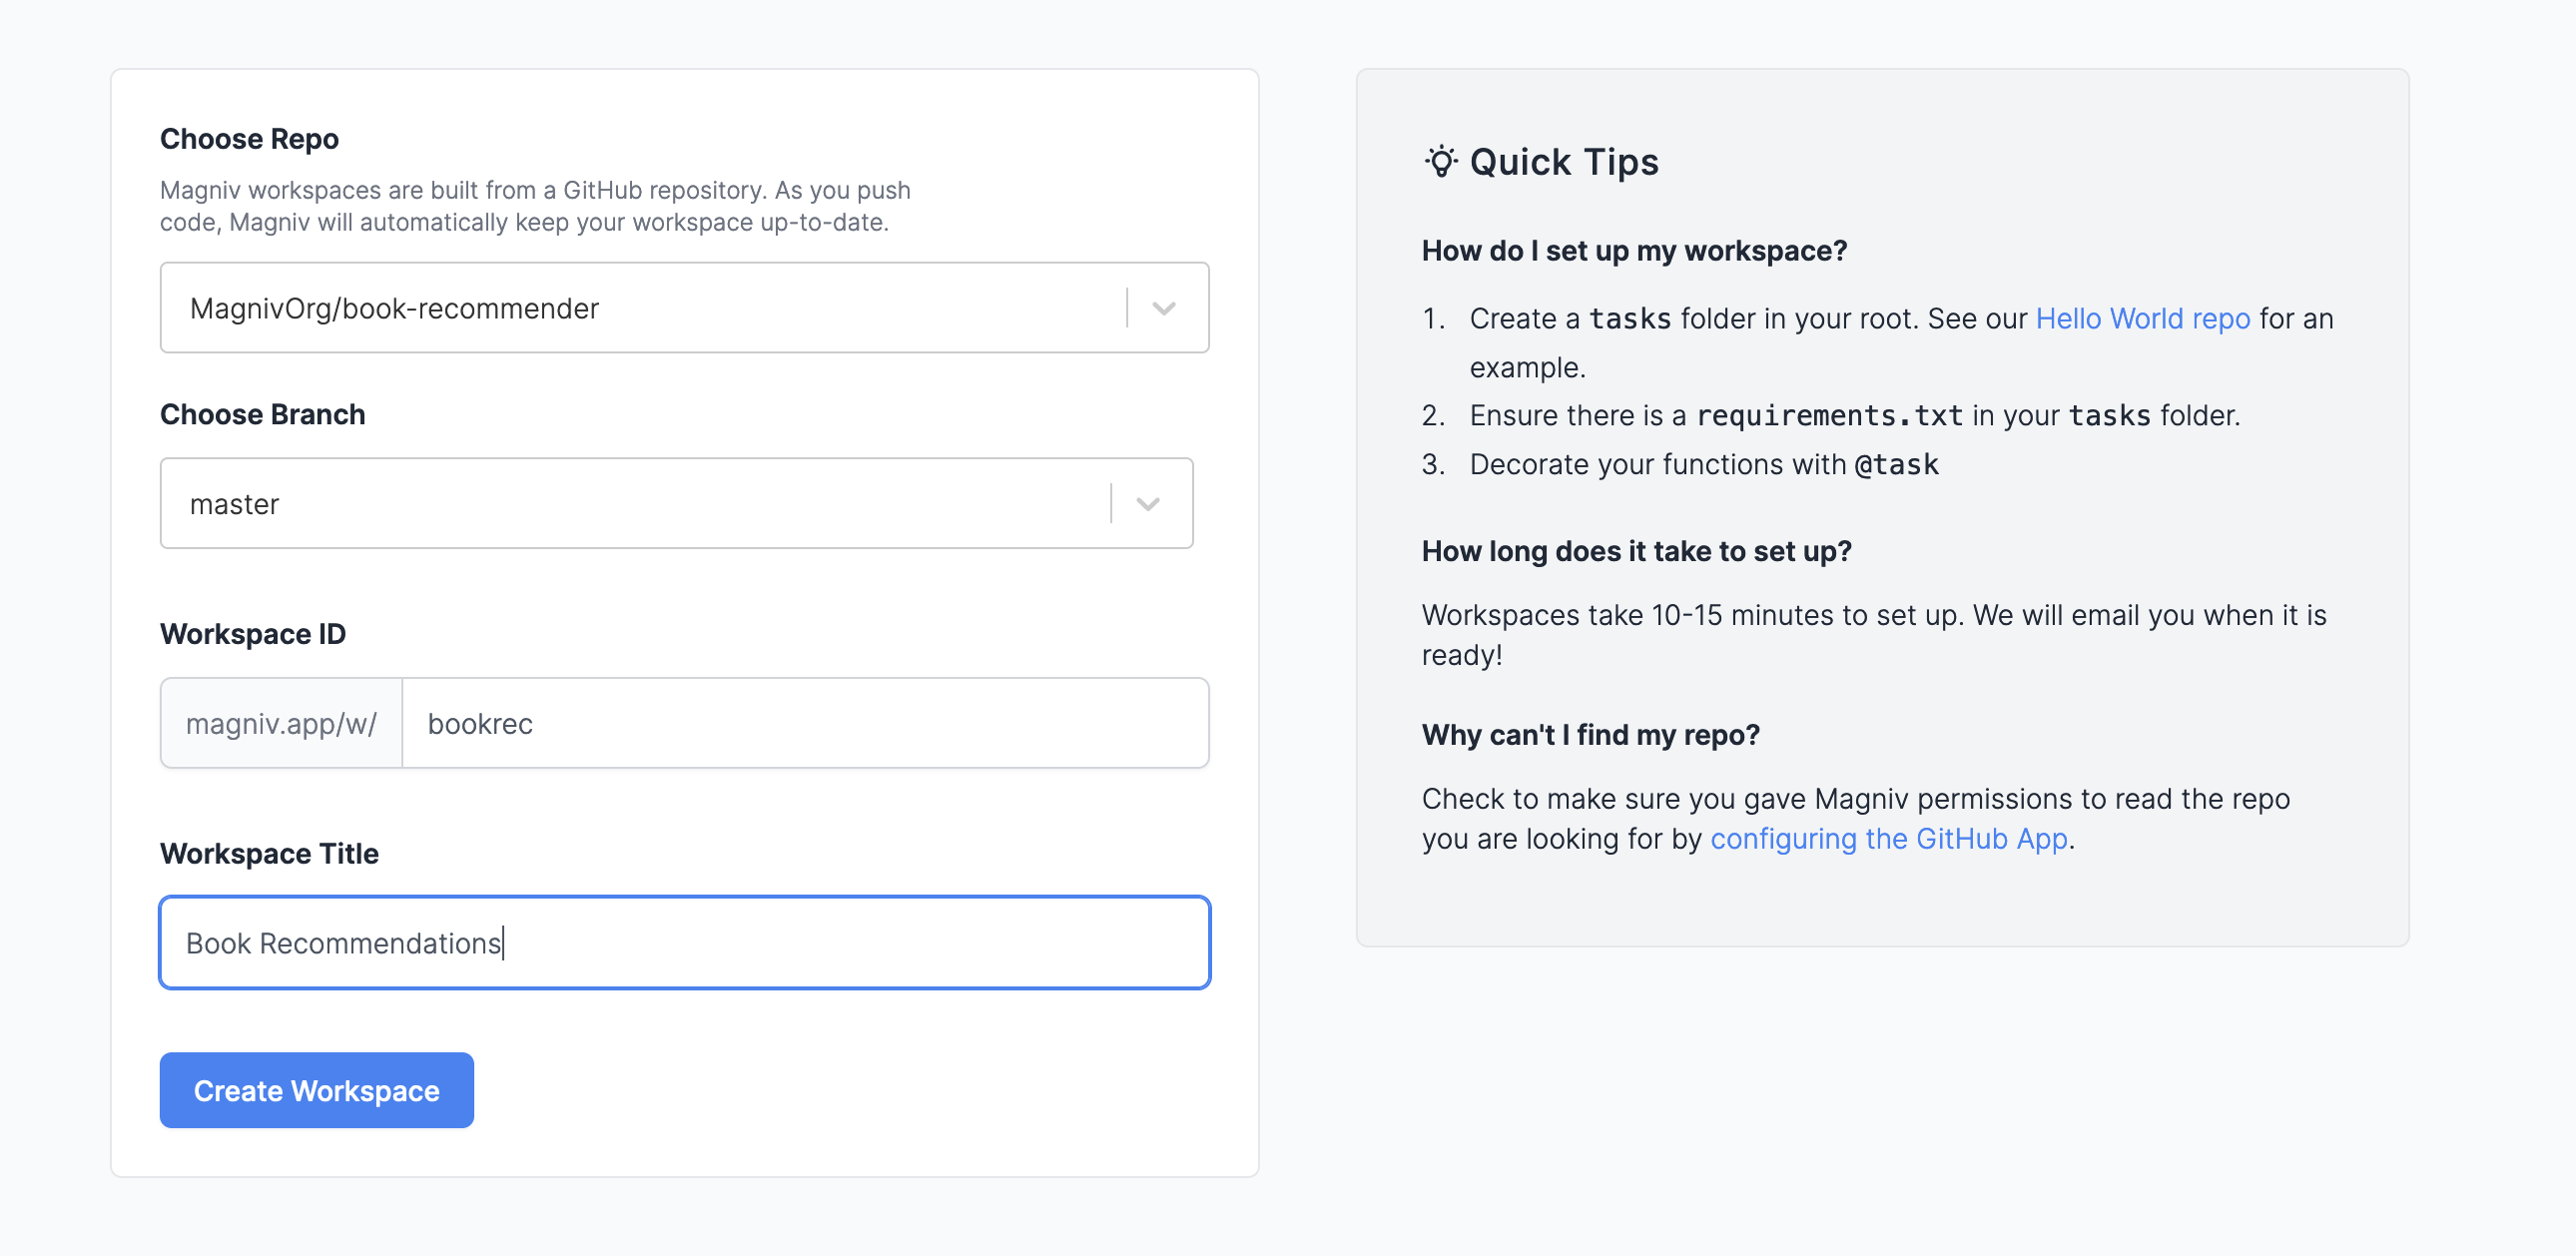 Choose Repo
Magniv workspaces are built from a GitHub repository. As you push
code, Magniv will automatically keep your workspace up-to-date.
MagnivOrg/book-recommender
Choose Branch
master
Workspace ID
magniv.app/w/ bookrec
Workspace Title
Book Recommendations
Create Workspace
Quick Tips
How do I set up my workspace?
1. Create a tasks folder in your root. See our Hello World repo for an
example.
2. Ensure there is a requirements.txt in your tasks folder.
3. Decorate your functions with @task
How long does it take to set up?
Workspaces take 10-15 minutes to set up. We will email you when it is
ready!
Why can't I find my repo?
Check to make sure you gave Magniv permissions to read the repo
you are looking for by configuring the GitHub App.